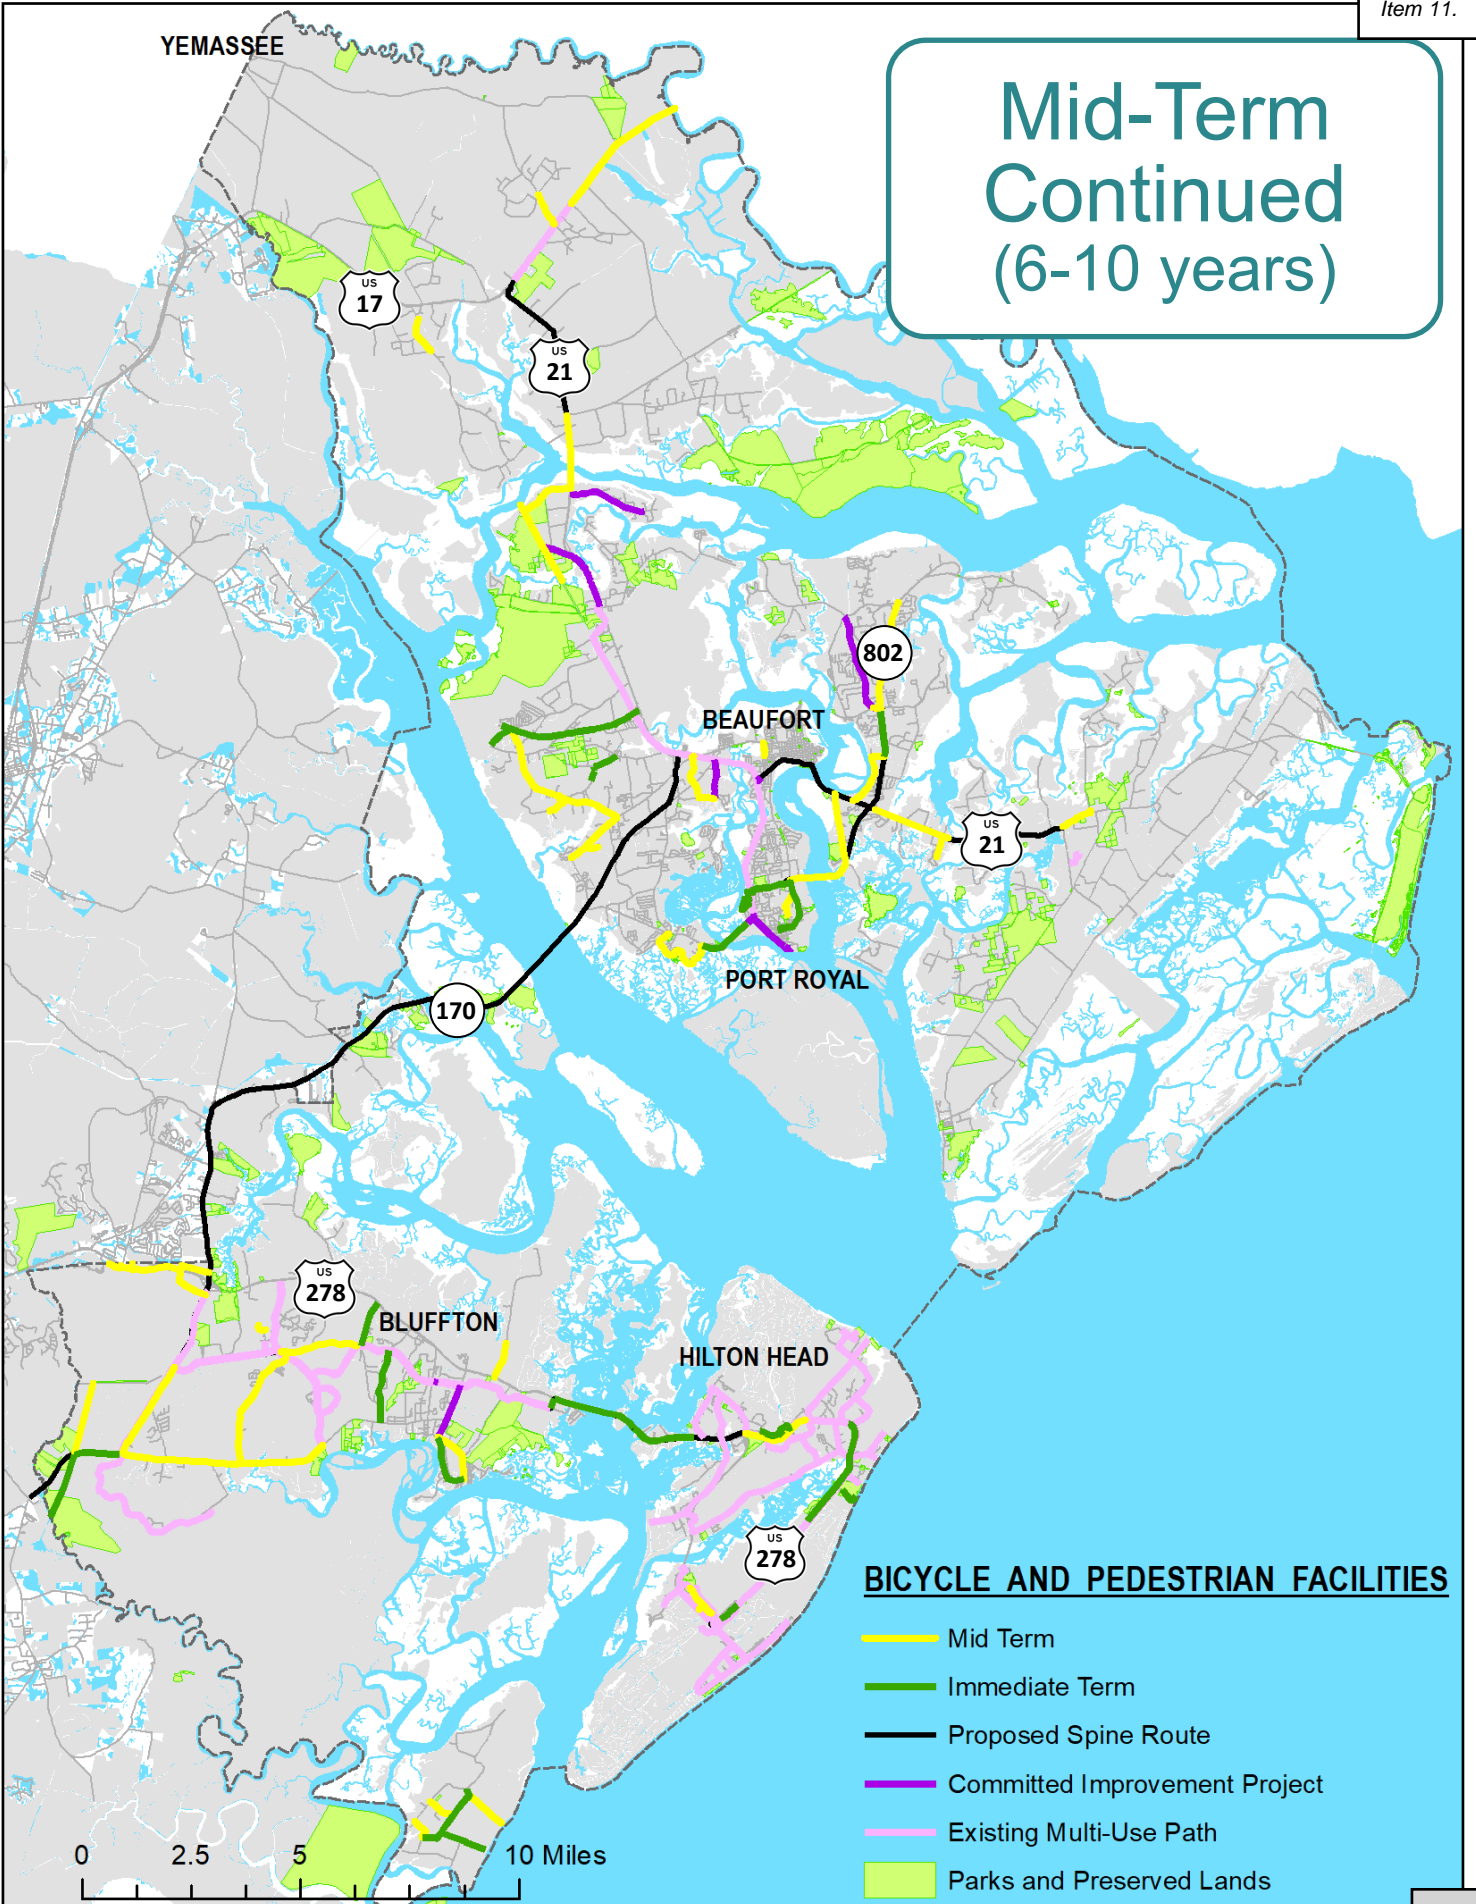 Item 11.
YEMASSEE
Mid-Term
Continued
(6-10 years)
US
17
US
21
802
BEAUFORT
US
21
PORT ROYAL
170
US
278
BLUFFTON
HILTON HEAD
US
278
BICYCLE AND PEDESTRIAN FACILITIES
Mid Term
Immediate Term
Proposed Spine Route
Committed Improvement Project
Existing Multi-Use Path
Parks and Preserved Lands
0 2.5 5 10 Miles